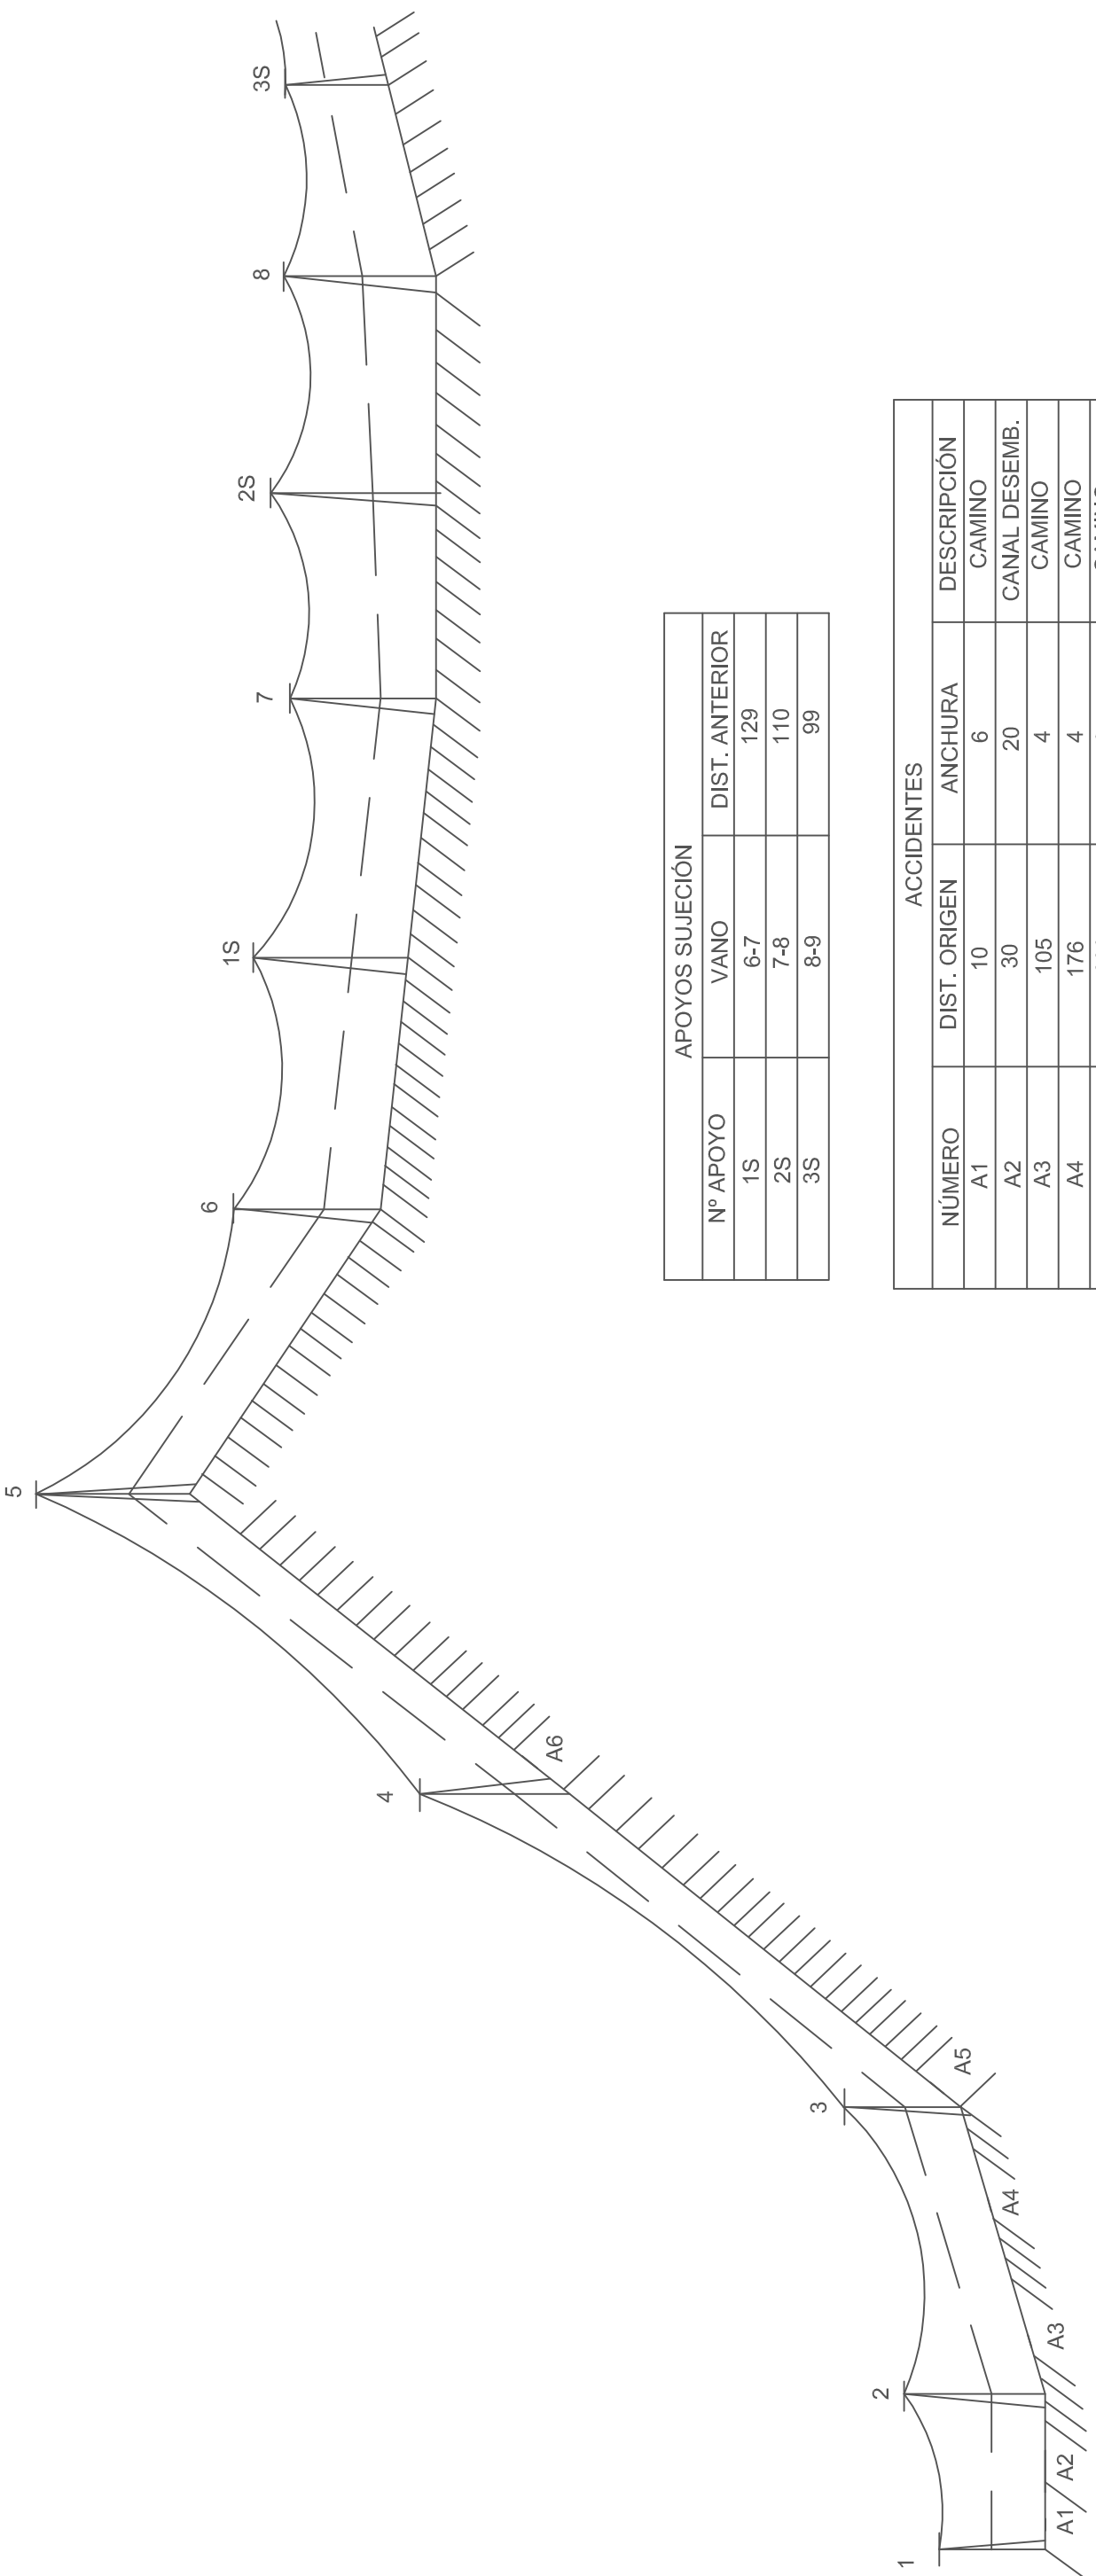 1
2
3
4
5
6
1S
7
2S
8
3S
A1
A2
A3
A4
A5
A6
APOYOS SUJECIÓN
Nº APOYO VANO DIST. ANTERIOR
1S 6-7 129
2S 7-8 110
3S 8-9 99
ACCIDENTES
NÚMERO DIST. ORIGEN ANCHURA DESCRIPCIÓN
A1 10 6 CAMINO
A2 30 20 CANAL DESEMB.
A3 105 4 CAMINO
A4 176 4 CAMINO